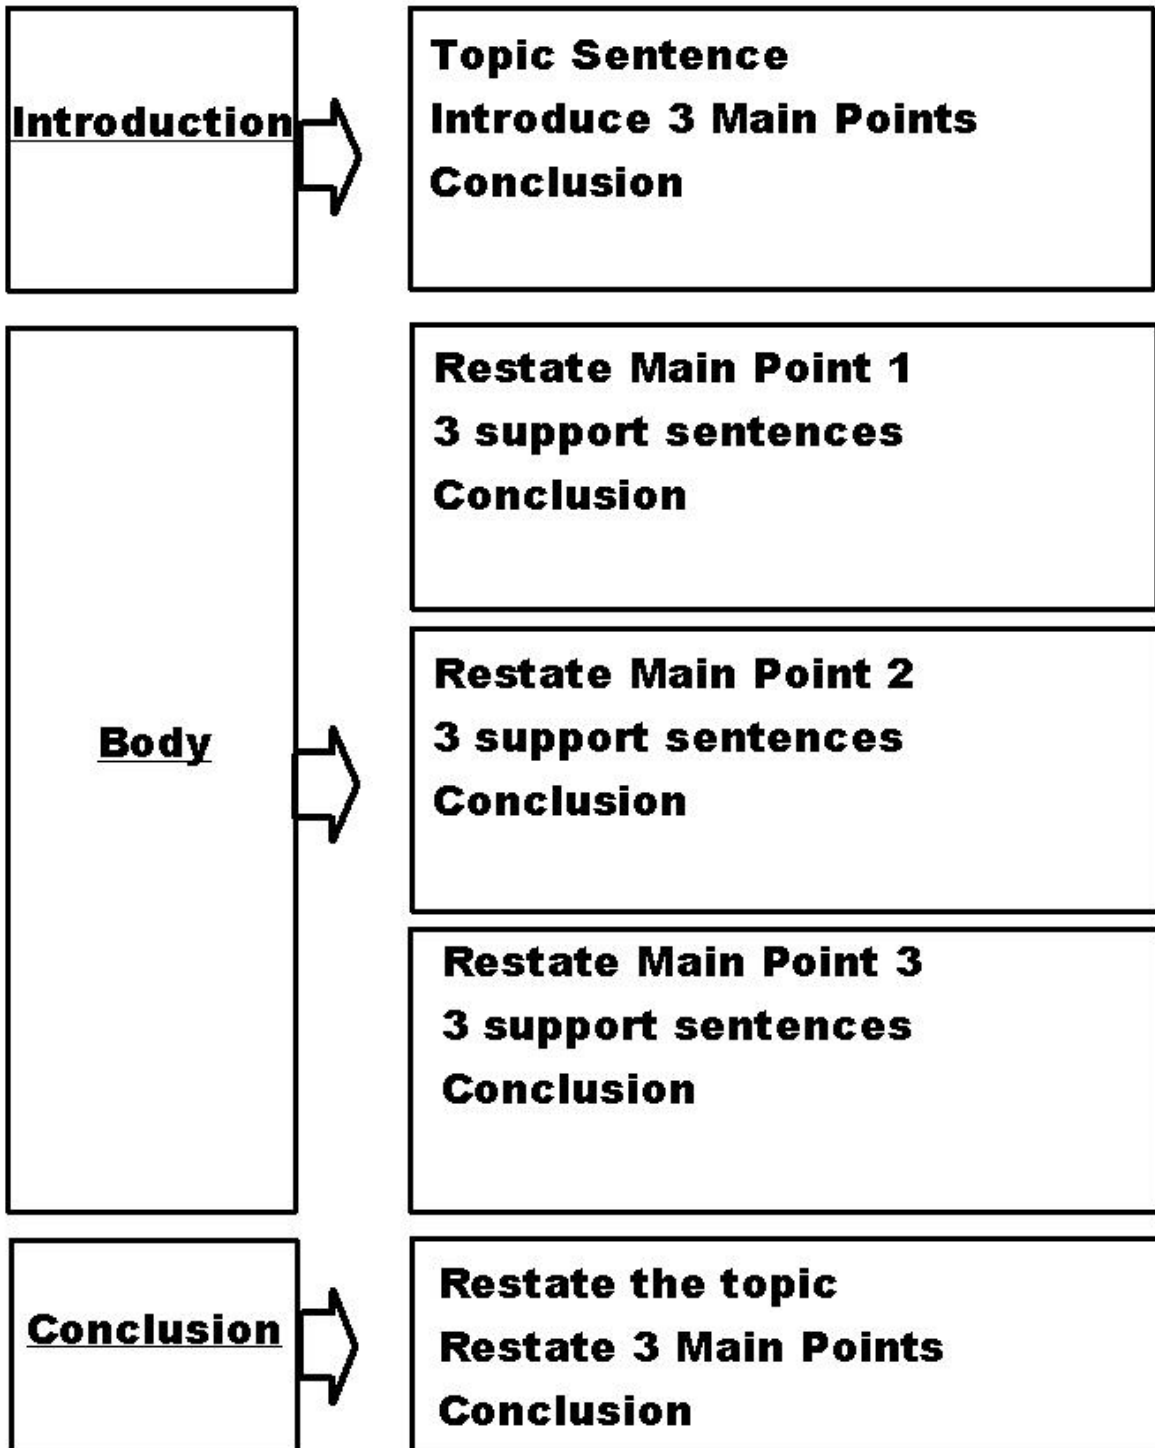 Introduction
Topic Sentence
Introduce 3 Main Points
Conclusion
Body
Restate Main Point 1
3 support sentences
Conclusion
Restate Main Point 2
3 support sentences
Conclusion
Restate Main Point 3
3 support sentences
Conclusion
Conclusion
Restate the topic
Restate 3 Main Points
Conclusion